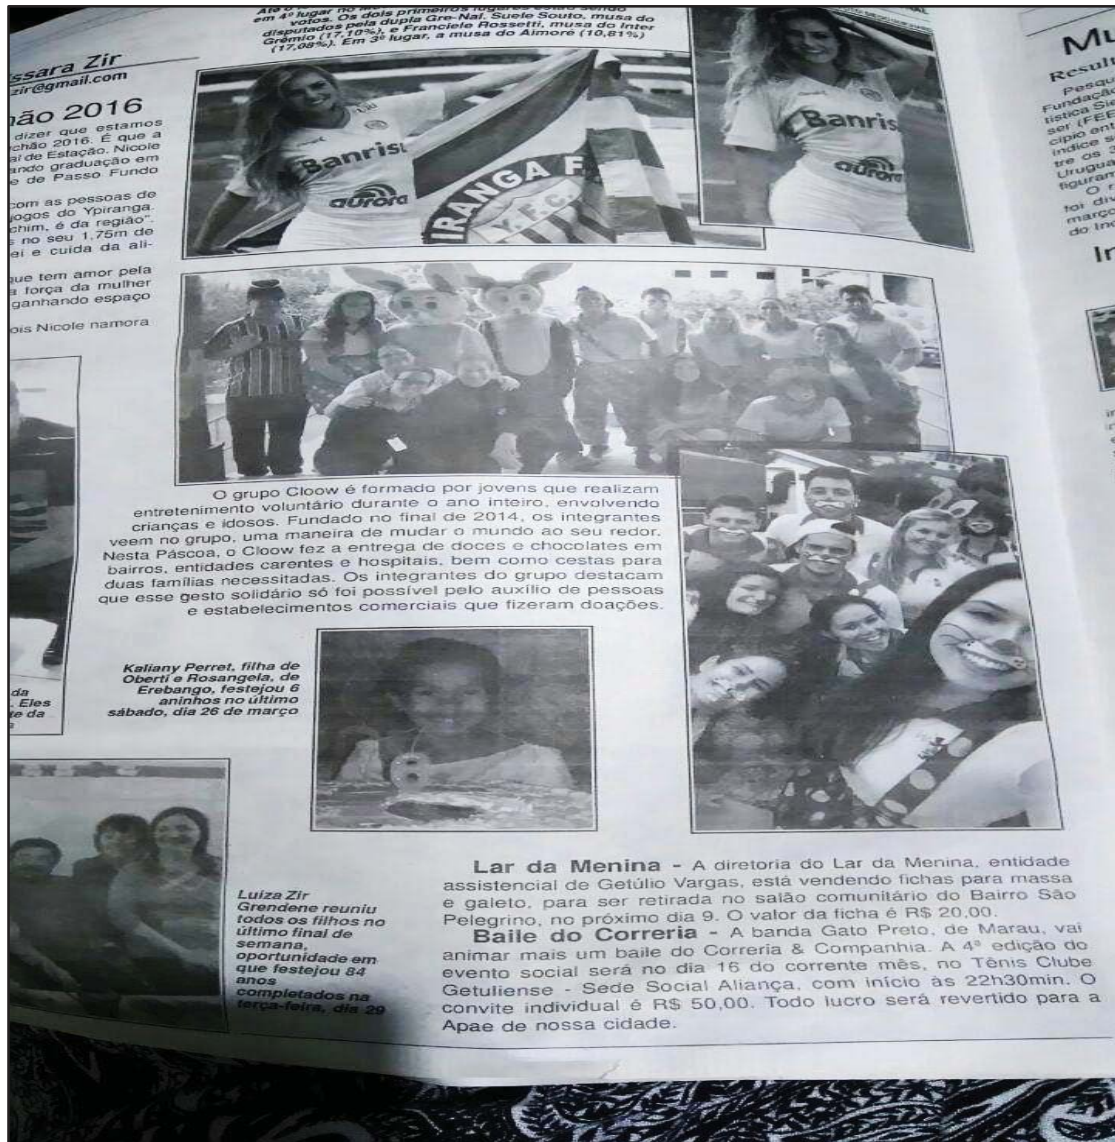 em 4º lugar no
votos. Os dois primeiros lugares estão sendo
disputados pela dupla Gre-Nal. Suele Souto, musa do
Grêmio (17,10%), e Franciele Rossetti, musa do Inter
(17,08%). Em 3º lugar, a musa do Aimoré (10,81%)
ssara Zir
zir@gmail.com
hão 2016
dizer que estamos
chão 2016. É que a
al de Estação. Nicole
ando graduação em
e de Passo Fundo
com as pessoas de
jogos do Ypiranga.
chim, é da região".
s no seu 1,75m de
ei e cuida da ali-
que tem amor pela
a força da mulher
ganhando espaço
ois Nicole namora
Banris
aurora
IRANGA F.
Y.F.C.
Banris
aurora
O grupo Cloow é formado por jovens que realizam
entretenimento voluntário durante o ano inteiro, envolvendo
crianças e idosos. Fundado no final de 2014, os integrantes
veem no grupo, uma maneira de mudar o mundo ao seu redor.
Nesta Páscoa, o Cloow fez a entrega de doces e chocolates em
bairros, entidades carentes e hospitais, bem como cestas para
duas famílias necessitadas. Os integrantes do grupo destacam
que esse gesto solidário só foi possível pelo auxílio de pessoas
e estabelecimentos comerciais que fizeram doações.
da
. Eles
te da
Kaliany Perret, filha de
Oberti e Rosangela, de
Erebango, festejou 6
aninhos no último
sábado, dia 26 de março
Luiza Zir
Grendene reuniu
todos os filhos no
último final de
semana,
oportunidade em
que festejou 84
anos
completados na
terça-feira, dia 29
Lar da Menina - A diretoria do Lar da Menina, entidade
assistencial de Getúlio Vargas, está vendendo fichas para massa
e galeto, para ser retirada no salão comunitário do Bairro São
Pelegrino, no próximo dia 9. O valor da ficha é R$ 20,00.
Baile do Correria - A banda Gato Preto, de Marau, vai
animar mais um baile do Correria & Companhia. A 4ª edição do
evento social será no dia 16 do corrente mês, no Tênis Clube
Getuliense - Sede Social Aliança, com início às 22h30min. O
convite individual é R$ 50,00. Todo lucro será revertido para a
Apae de nossa cidade.
Mu
Result
Pesqu
Fundação
tística Si
ser (FEE
cípio ent
índice s
tre os 3
Urugua
figuram
O
foi div
março
do Ind
In